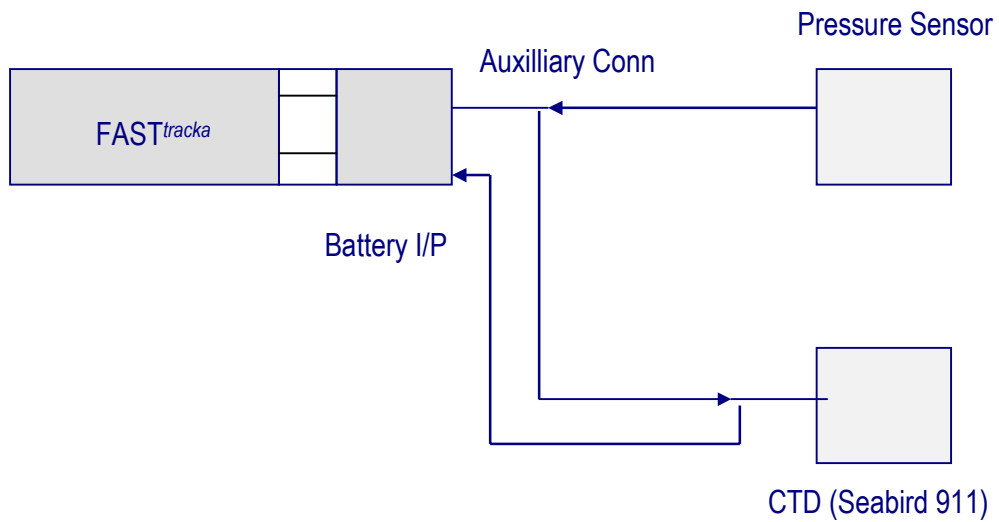 Pressure Sensor
Auxilliary Conn
FASTtracka
Battery I/P
CTD (Seabird 911)